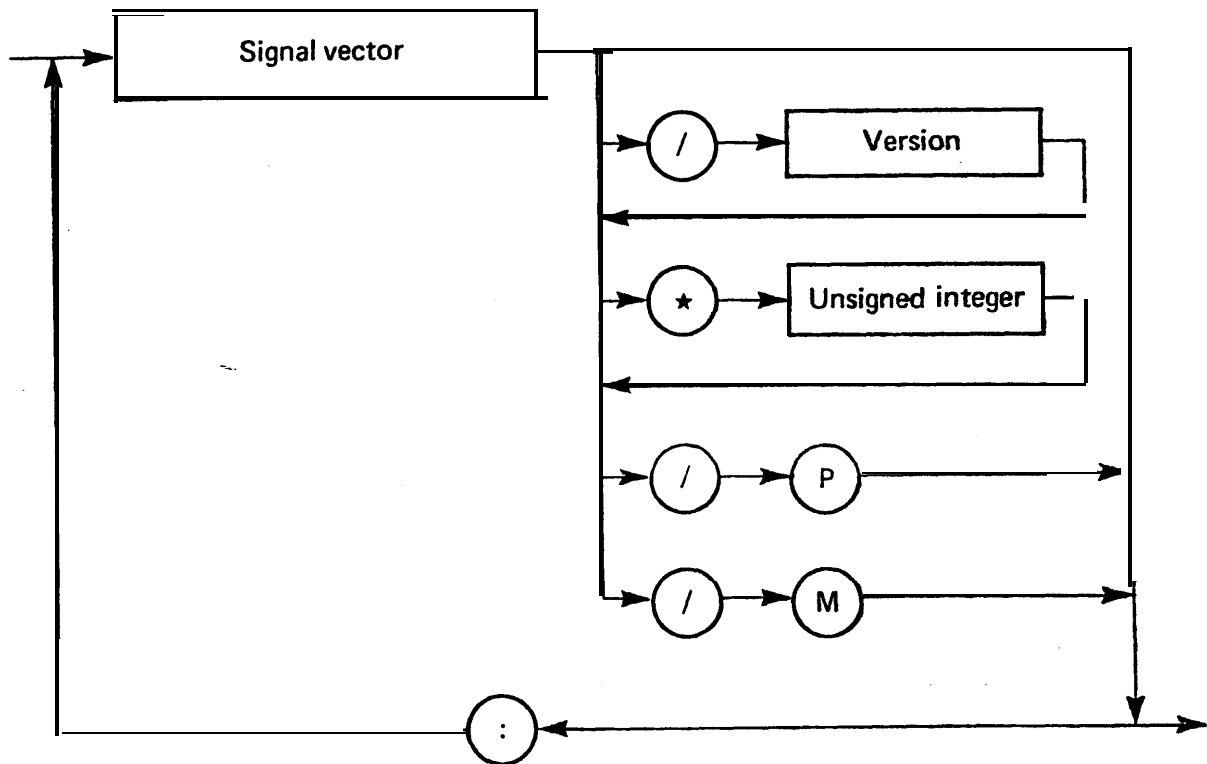 Signal vector
/ Version
★ Unsigned integer
/ P
/ M
: